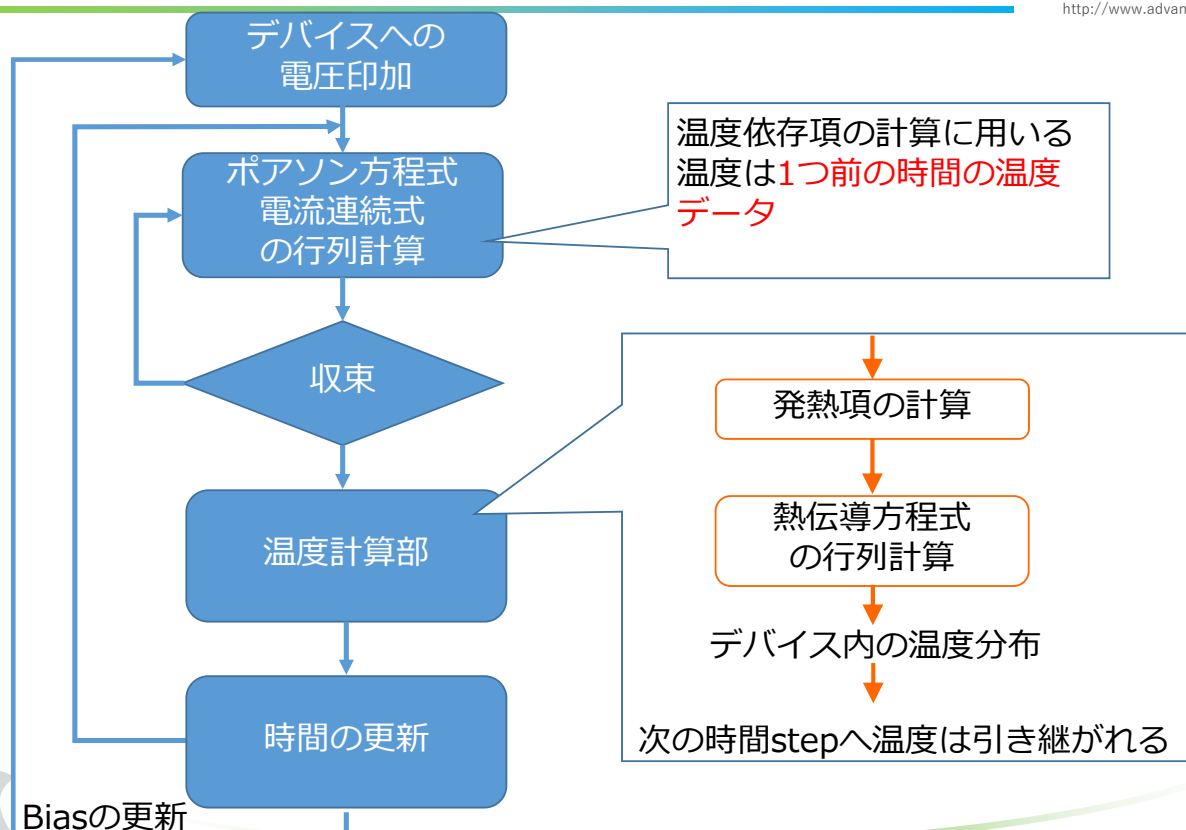 http://www.advan
デバイスへの
電圧印加
温度依存項の計算に用いる
温度は1つ前の時間の温度
データ
ポアソン方程式
電流連続式
の行列計算
収束
発熱項の計算
熱伝導方程式
の行列計算
温度計算部
デバイス内の温度分布
時間の更新
次の時間stepへ温度は引き継がれる
Biasの更新